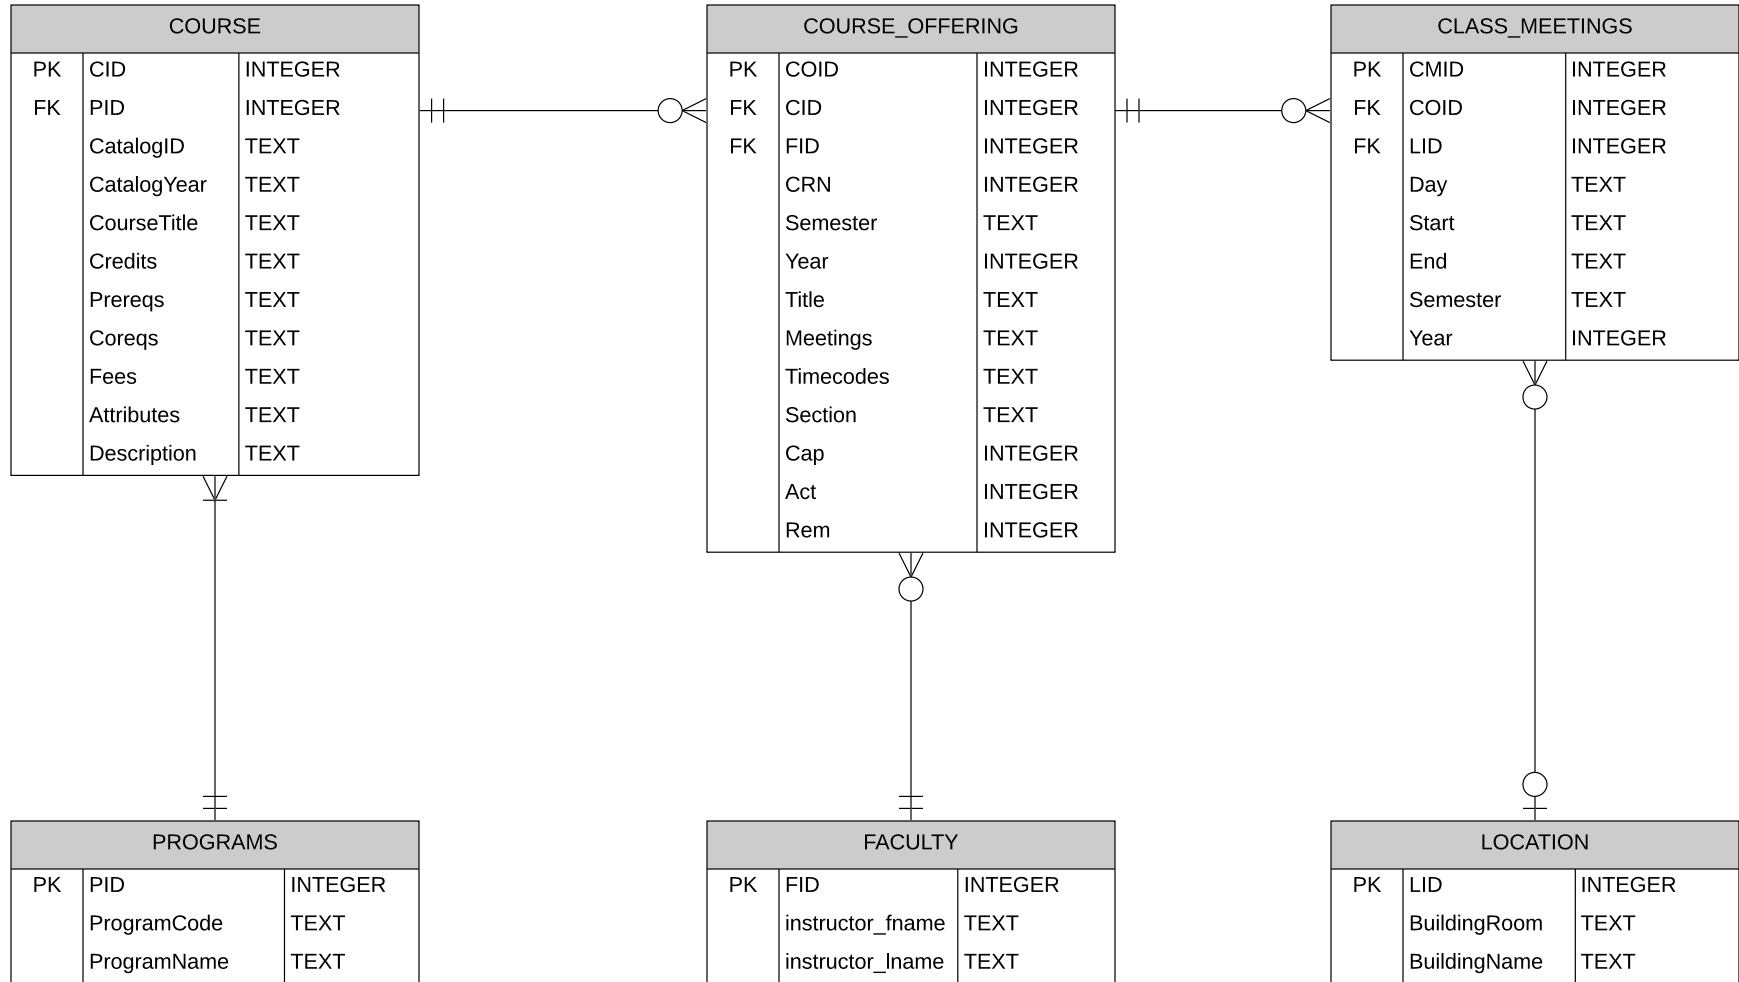 COURSE
PK CID INTEGER
FK PID INTEGER
CatalogID TEXT
CatalogYear TEXT
CourseTitle TEXT
Credits TEXT
Prereqs TEXT
Coreqs TEXT
Fees TEXT
Attributes TEXT
Description TEXT
COURSE_OFFERING
PK COID INTEGER
FK CID INTEGER
FK FID INTEGER
CRN INTEGER
Semester TEXT
Year INTEGER
Title TEXT
Meetings TEXT
Timecodes TEXT
Section TEXT
Cap INTEGER
Act INTEGER
Rem INTEGER
CLASS_MEETINGS
PK CMID INTEGER
FK COID INTEGER
FK LID INTEGER
Day TEXT
Start TEXT
End TEXT
Semester TEXT
Year INTEGER
PROGRAMS
PK PID INTEGER
ProgramCode TEXT
ProgramName TEXT
FACULTY
PK FID INTEGER
instructor_fname TEXT
instructor_lname TEXT
LOCATION
PK LID INTEGER
BuildingRoom TEXT
BuildingName TEXT